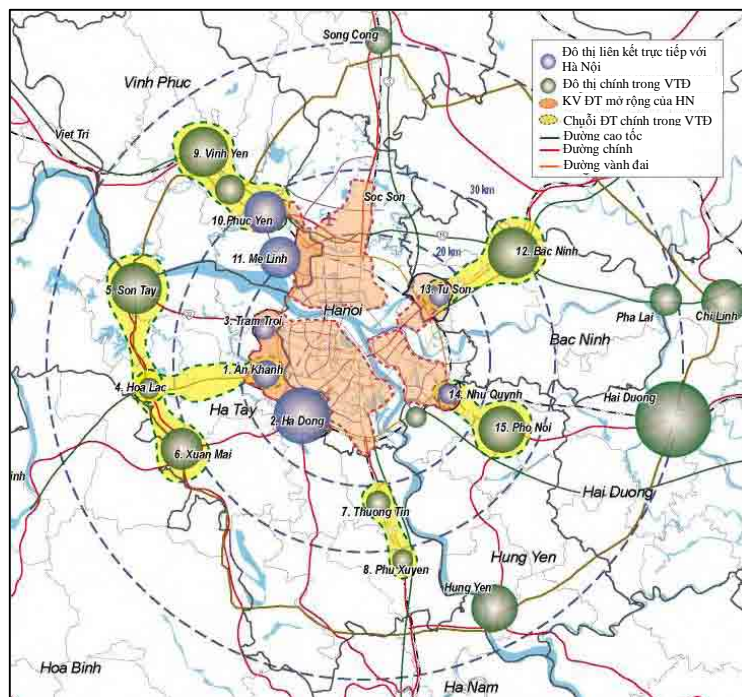 Song Cong
Đô thị liên kết trực tiếp với
Hà Nội
Đô thị chính trong VTĐ
KV ĐT mở rộng của HN
Chuỗi ĐT chính trong VTĐ
Đường cao tốc
Đường chính
Đường vành đai
Vinh Phuc
Viet Tri
9. Vinh Yen
30 km
Soc Son
10. Phuc Yen
20 km
12. Bac Ninh
11. Me Linh
5. Son Tay
13. Tu Son
Hanoi
Pha Lai
Chi Linh
3. Tram Troi
Bac Ninh
1. An Khanh
4. Hoa Lac
Ha Tay
14. Nhu Quynh
Hai Duong
2. Ha Dong
15. Pho Noi
6. Xuan Mai
inh
Hai Duong
7. Thuong Tin
Hung Yen
8. Phu Xuyen
Hung Yen
Hoa Binh
Ha Nam